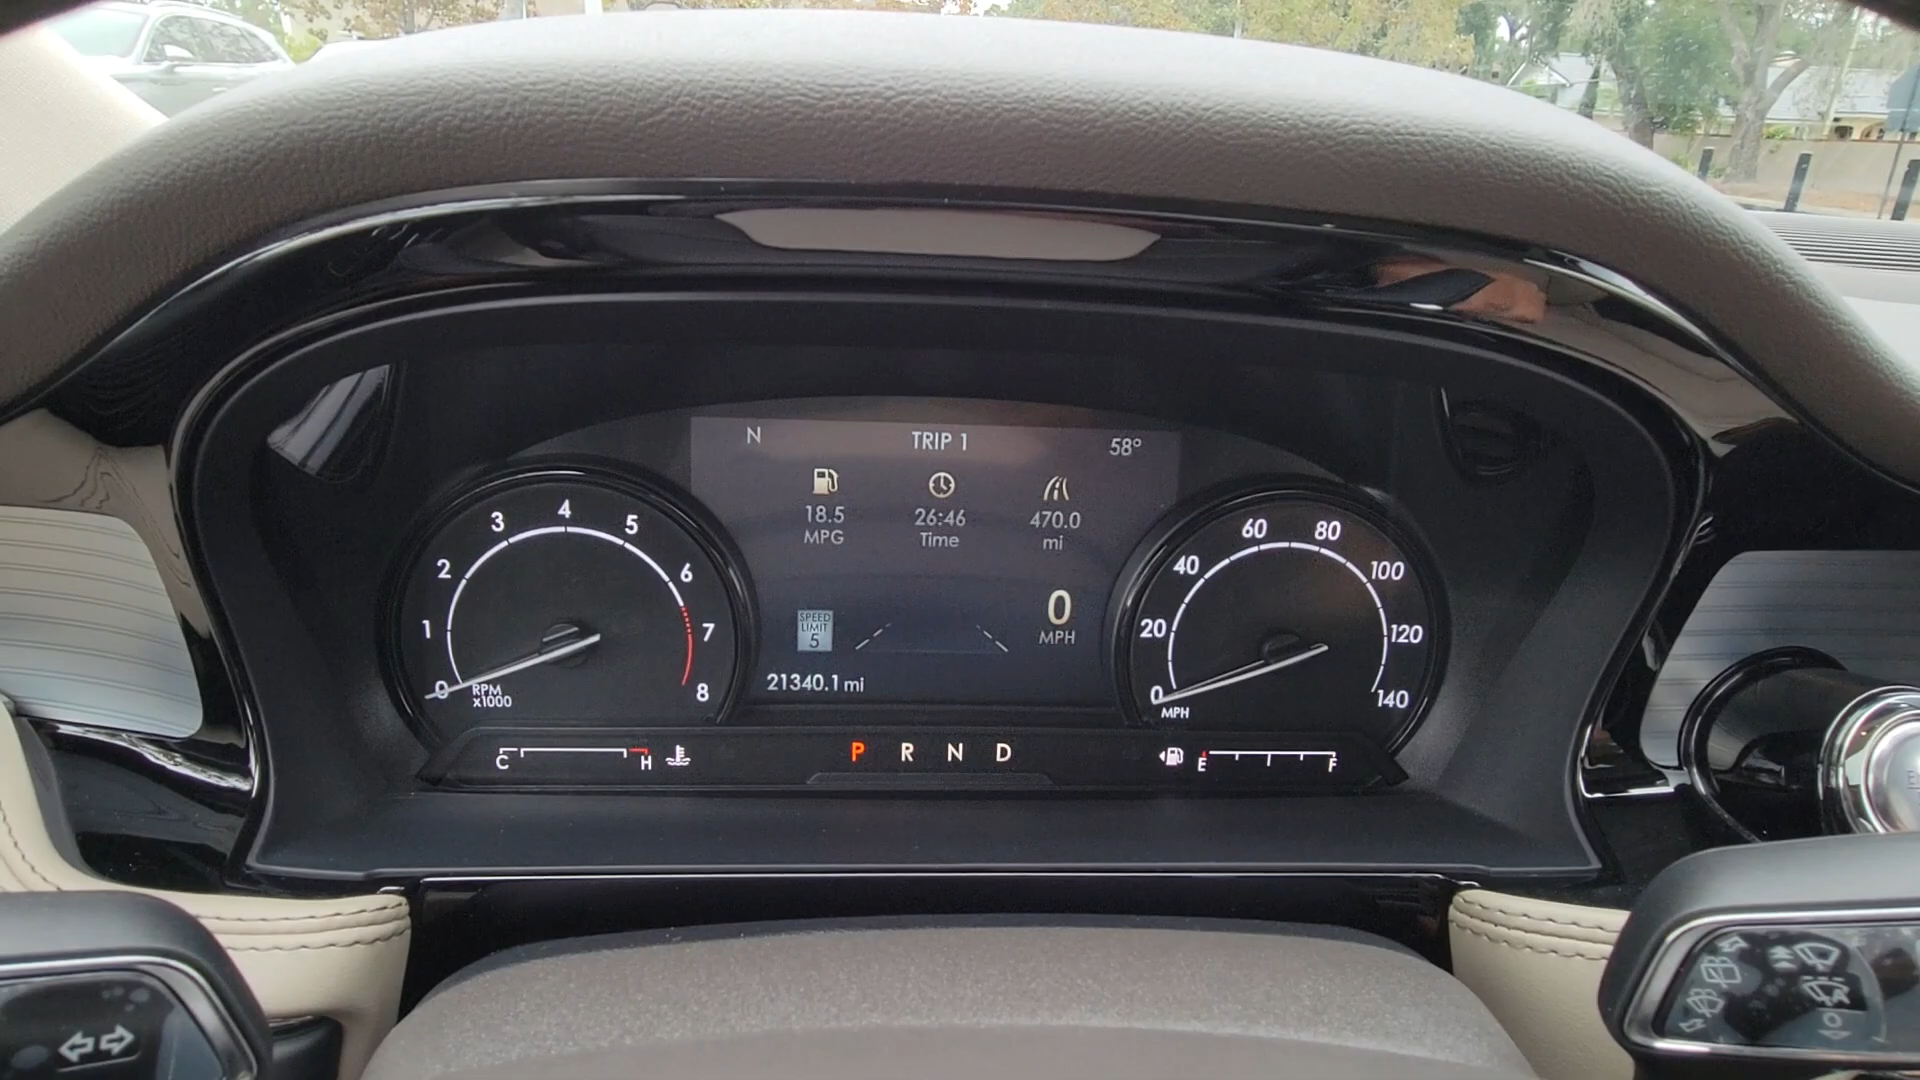 N TRIP 1 58°
18.5 26:46 470.0
MPG Time mi
SPEED
LIMIT
5
0
MPH
21340.1 mi
0 1 2 3 4 5 6 7 8
RPM
x1000
0 20 40 60 80 100 120 140
MPH
C H
P R N D
E F